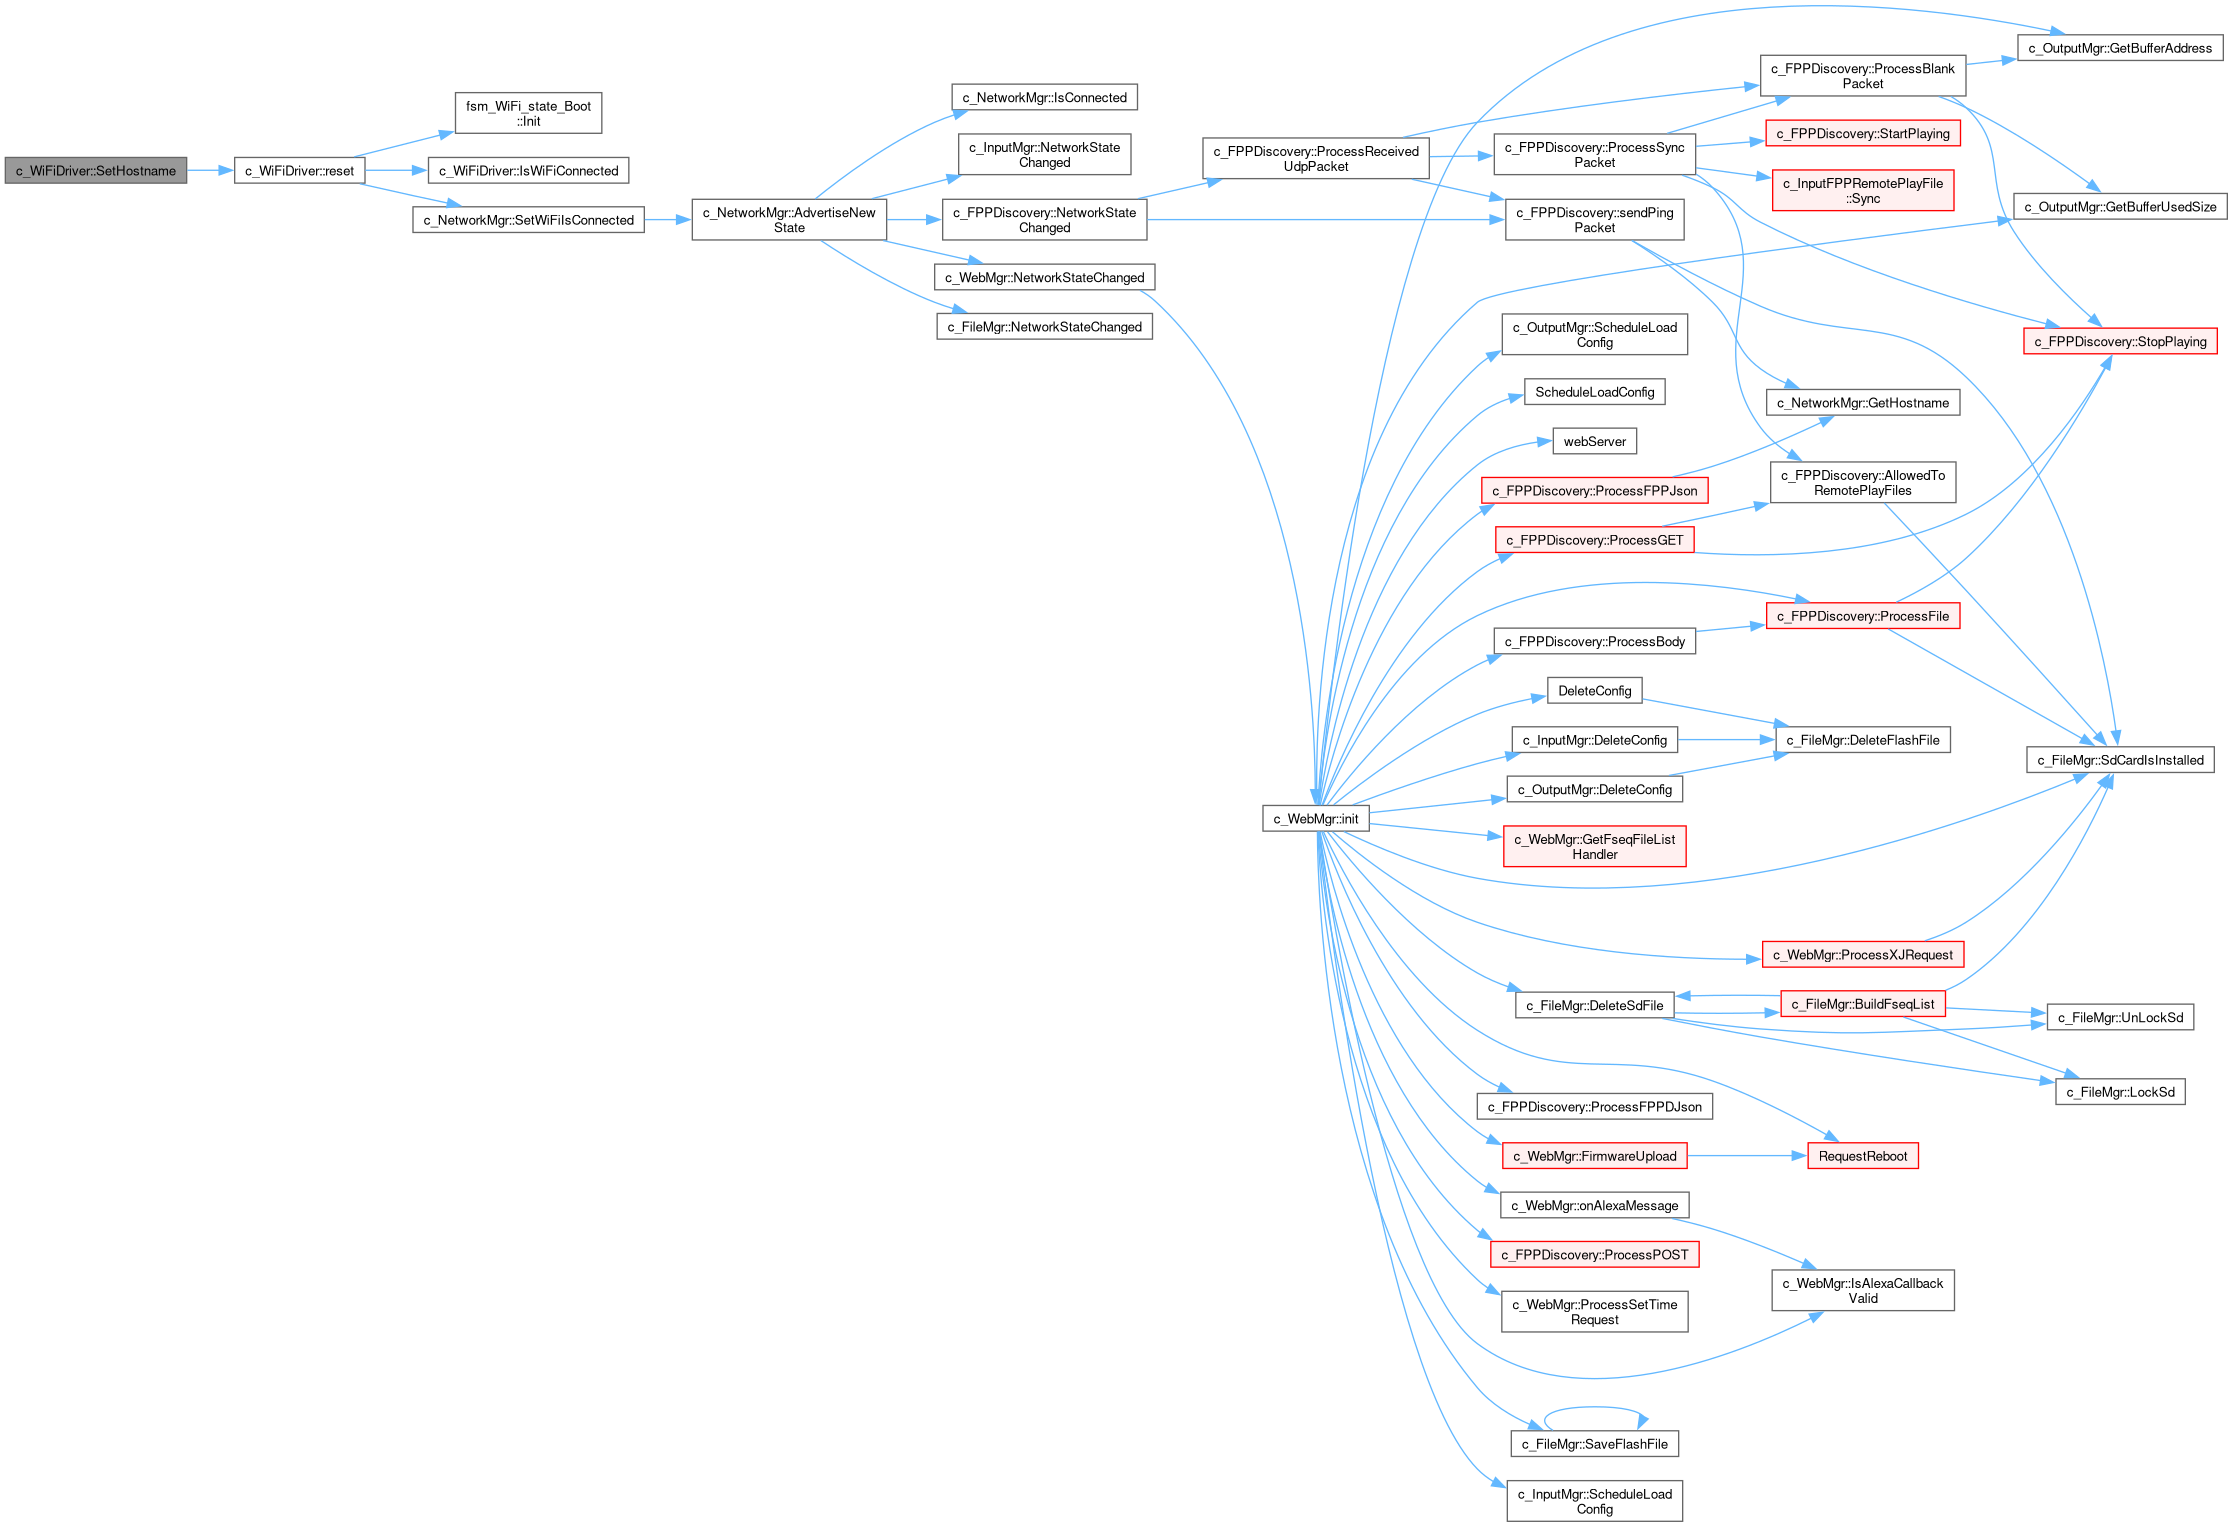 c_WiFiDriver::SetHostname
c_WiFiDriver::reset
fsm_WiFi_state_Boot
::Init
c_WiFiDriver::IsWiFiConnected
c_NetworkMgr::SetWiFiIsConnected
c_NetworkMgr::AdvertiseNew
State
c_NetworkMgr::IsConnected
c_InputMgr::NetworkState
Changed
c_FPPDiscovery::NetworkState
Changed
c_WebMgr::NetworkStateChanged
c_FileMgr::NetworkStateChanged
c_FPPDiscovery::ProcessReceived
UdpPacket
c_WebMgr::init
c_FPPDiscovery::ProcessSync
Packet
c_FPPDiscovery::sendPing
Packet
c_OutputMgr::ScheduleLoad
Config
ScheduleLoadConfig
webServer
c_FPPDiscovery::ProcessFPPJson
c_FPPDiscovery::ProcessGET
c_FPPDiscovery::ProcessBody
DeleteConfig
c_InputMgr::DeleteConfig
c_OutputMgr::DeleteConfig
c_WebMgr::GetFseqFileList
Handler
c_FileMgr::DeleteSdFile
c_FPPDiscovery::ProcessFPPDJson
c_WebMgr::FirmwareUpload
c_WebMgr::onAlexaMessage
c_FPPDiscovery::ProcessPOST
c_WebMgr::ProcessSetTime
Request
c_FileMgr::SaveFlashFile
c_InputMgr::ScheduleLoad
Config
c_FPPDiscovery::ProcessBlank
Packet
c_FPPDiscovery::StartPlaying
c_InputFPPRemotePlayFile
::Sync
c_NetworkMgr::GetHostname
c_FPPDiscovery::AllowedTo
RemotePlayFiles
c_FPPDiscovery::ProcessFile
c_FileMgr::DeleteFlashFile
c_WebMgr::ProcessXJRequest
c_FileMgr::BuildFseqList
RequestReboot
c_WebMgr::IsAlexaCallback
Valid
c_OutputMgr::GetBufferAddress
c_OutputMgr::GetBufferUsedSize
c_FPPDiscovery::StopPlaying
c_FileMgr::SdCardIsInstalled
c_FileMgr::UnLockSd
c_FileMgr::LockSd